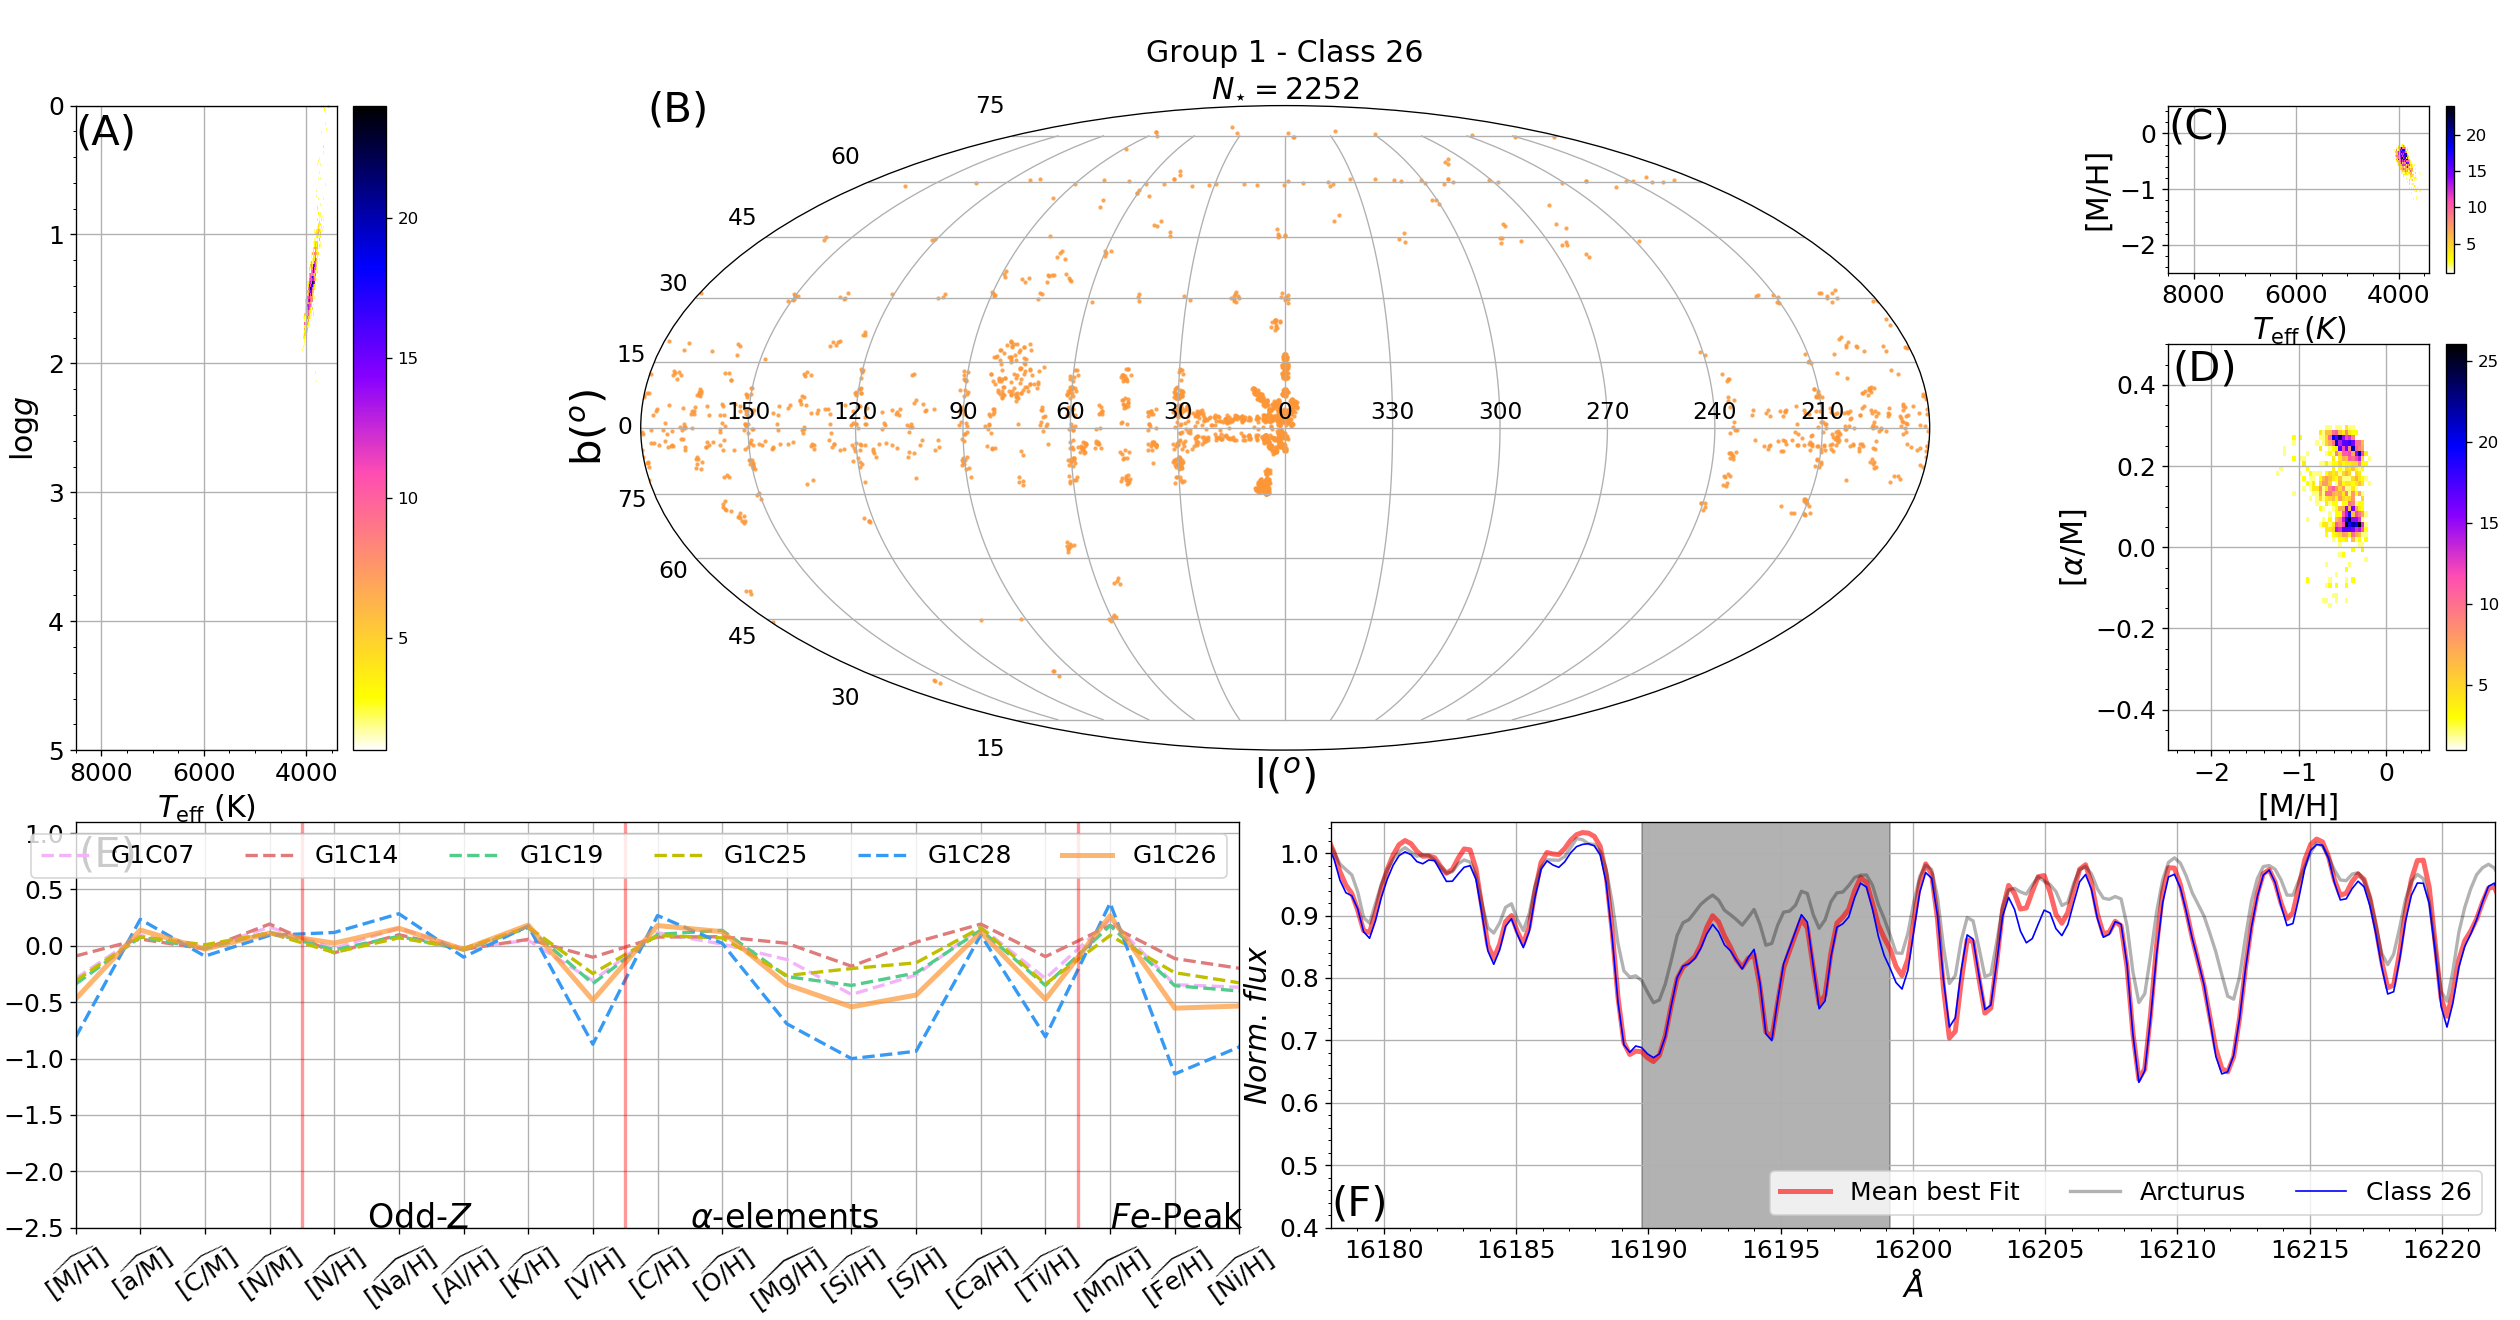 Group 1 - Class 26
N⋆ = 2252
(A)
0
1
2
3
4
5
logg
8000 6000 4000
Teff (K)
20
15
10
5
(B)
75
60
45
30
15
0
75
60
45
30
15
b(o)
150 120 90 60 30 0 330 300 270 240 210
l(o)
(C)
0
−1
−2
[M/H]
8000 6000 4000
Teff (K)
20
15
10
5
(D)
0.4
0.2
0.0
−0.2
−0.4
[α/M]
−2 −1 0
[M/H]
25
20
15
10
5
(E)
G1C07 G1C14 G1C19 G1C25 G1C28 G1C26
1.0
0.5
0.0
−0.5
−1.0
−1.5
−2.0
−2.5
Odd-Z α-elements Fe-Peak
[M/H] [a/M] [C/M] [N/M] [N/H] [Na/H] [Al/H] [K/H] [V/H] [C/H] [O/H] [Mg/H] [Si/H] [S/H] [Ca/H] [Ti/H] [Mn/H] [Fe/H] [Ni/H]
(F)
1.0
0.9
0.8
0.7
0.6
0.5
0.4
Norm. flux
Mean best Fit Arcturus Class 26
16180 16185 16190 16195 16200 16205 16210 16215 16220
Å